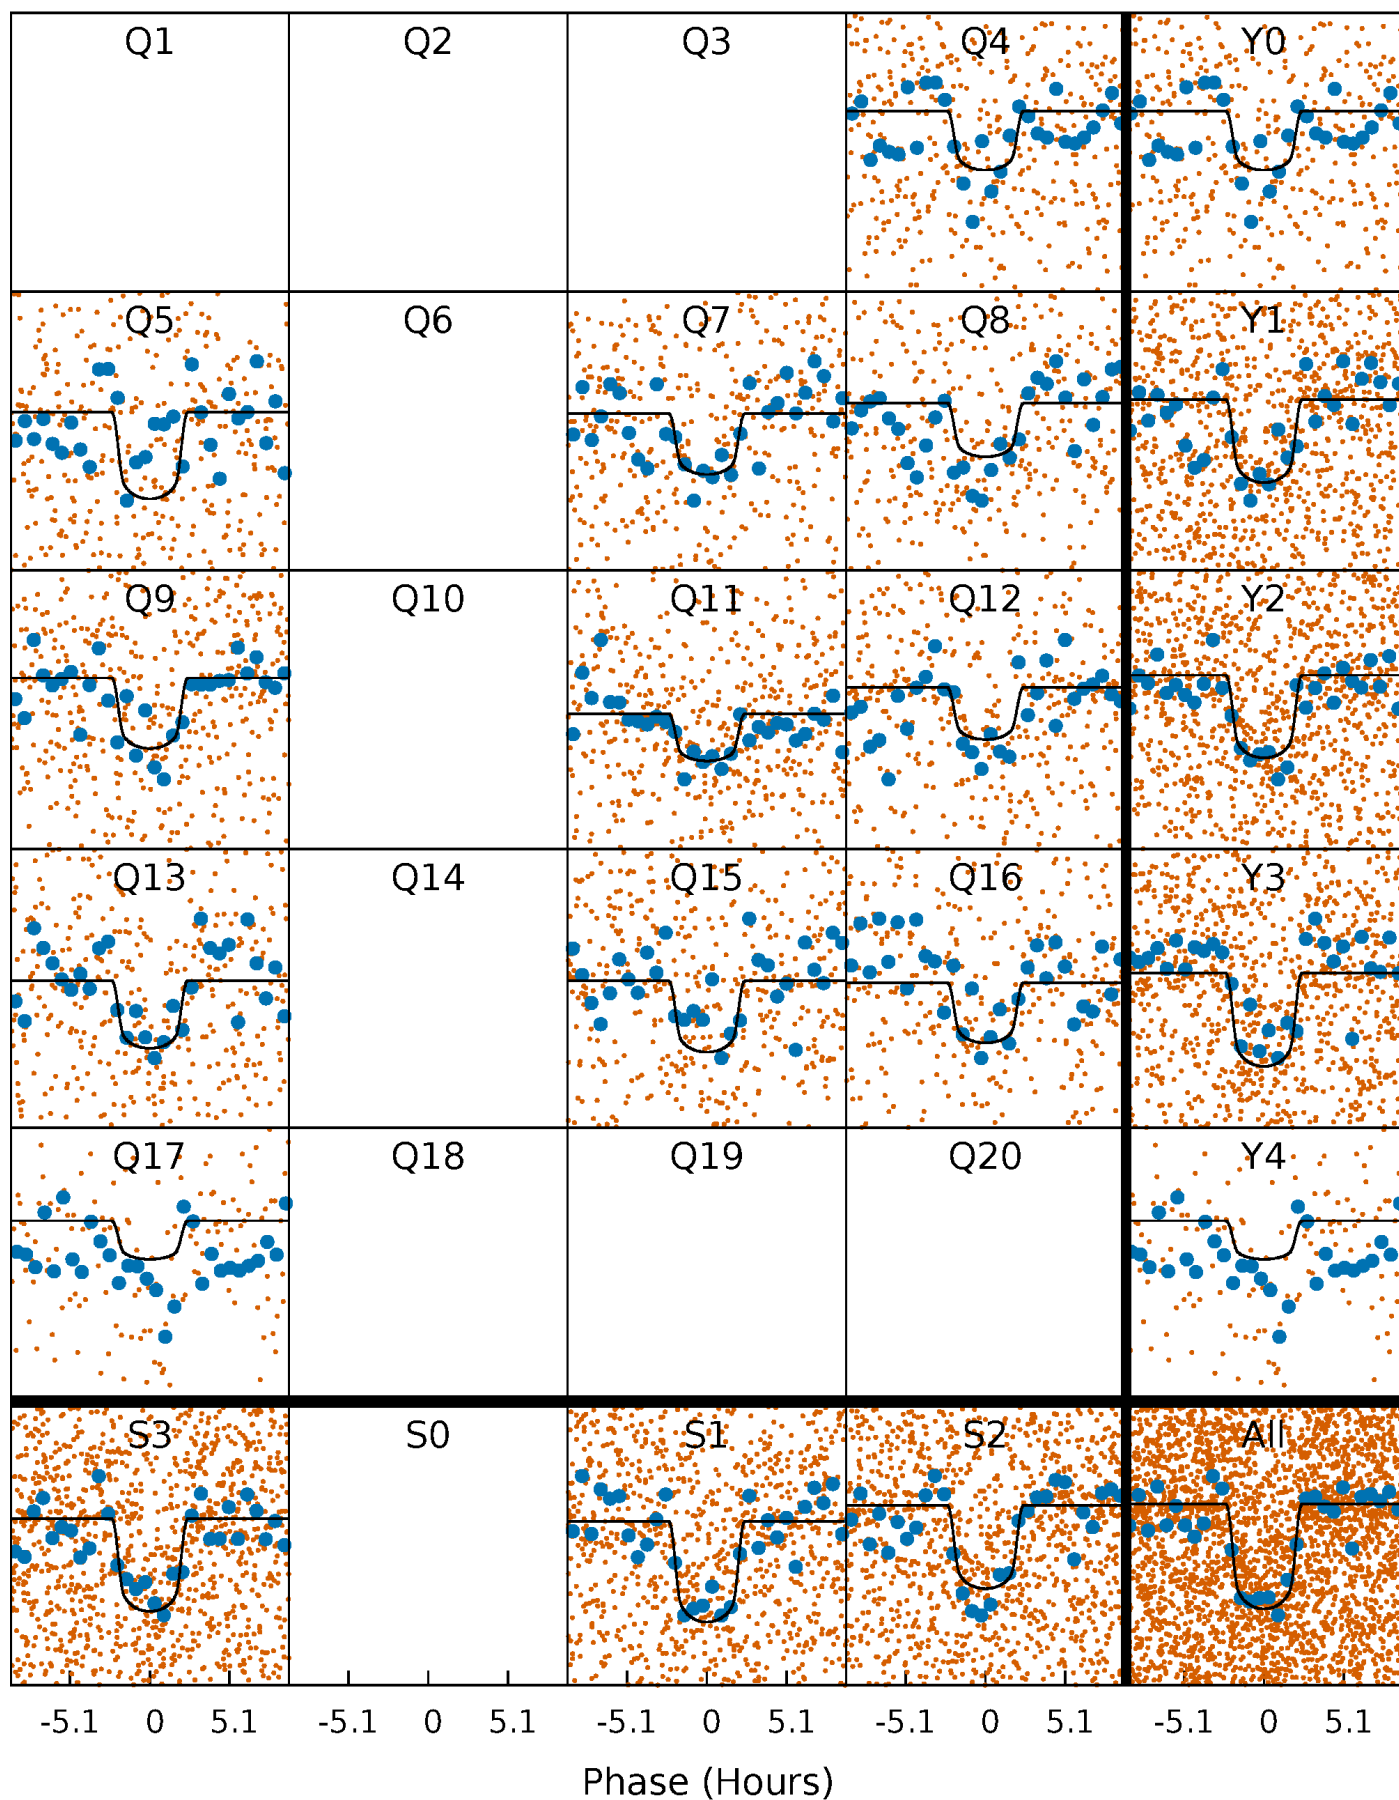 Q1 Q2 Q3 Q4 Y0
Q5 Q6 Q7 Q8 Y1
Q9 Q10 Q11 Q12 Y2
Q13 Q14 Q15 Q16 Y3
Q17 Q18 Q19 Q20 Y4
S3 S0 S1 S2 All
-5.1 0 5.1 -5.1 0 5.1 -5.1 0 5.1 -5.1 0 5.1 -5.1 0 5.1
Phase (Hours)